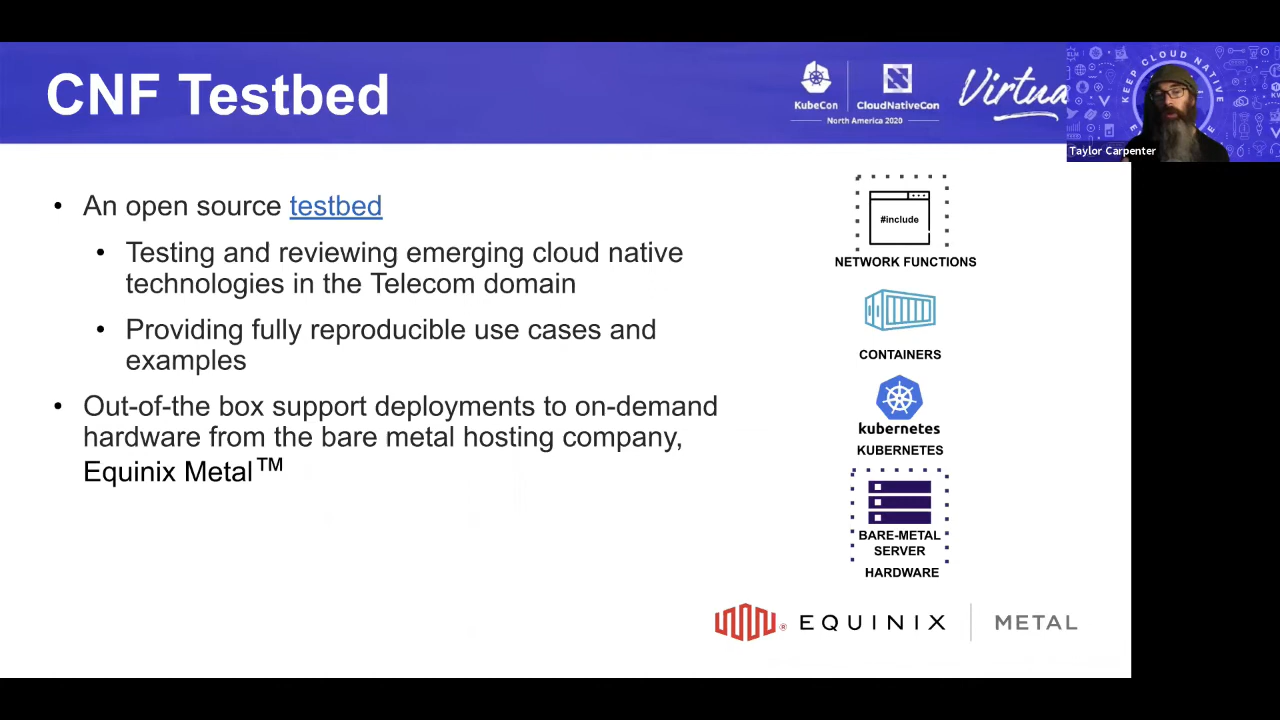 CNF Testbed
KubeCon
CloudNativeCon
North America 2020
Virtua
KEEP CLOUD NATIVE
Taylor Carpenter
• An open source testbed
• Testing and reviewing emerging cloud native
technologies in the Telecom domain
• Providing fully reproducible use cases and
examples
• Out-of-the box support deployments to on-demand
hardware from the bare metal hosting company,
Equinix Metal™
#include
NETWORK FUNCTIONS
CONTAINERS
kubernetes
KUBERNETES
BARE-METAL
SERVER
HARDWARE
EQUINIX | METAL